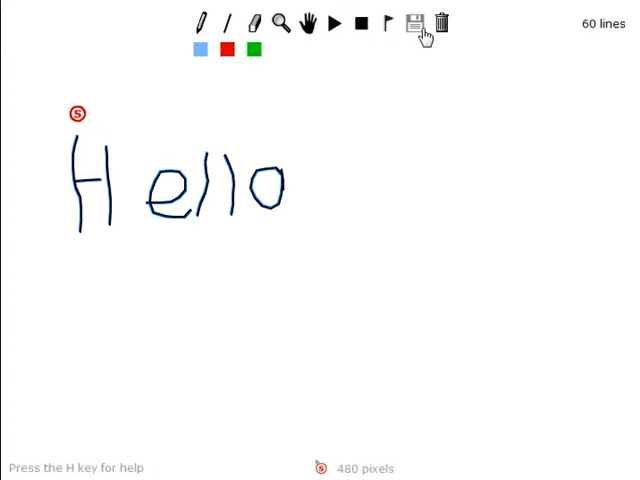 60 lines
S
Hello
Press the H key for help
S 480 pixels